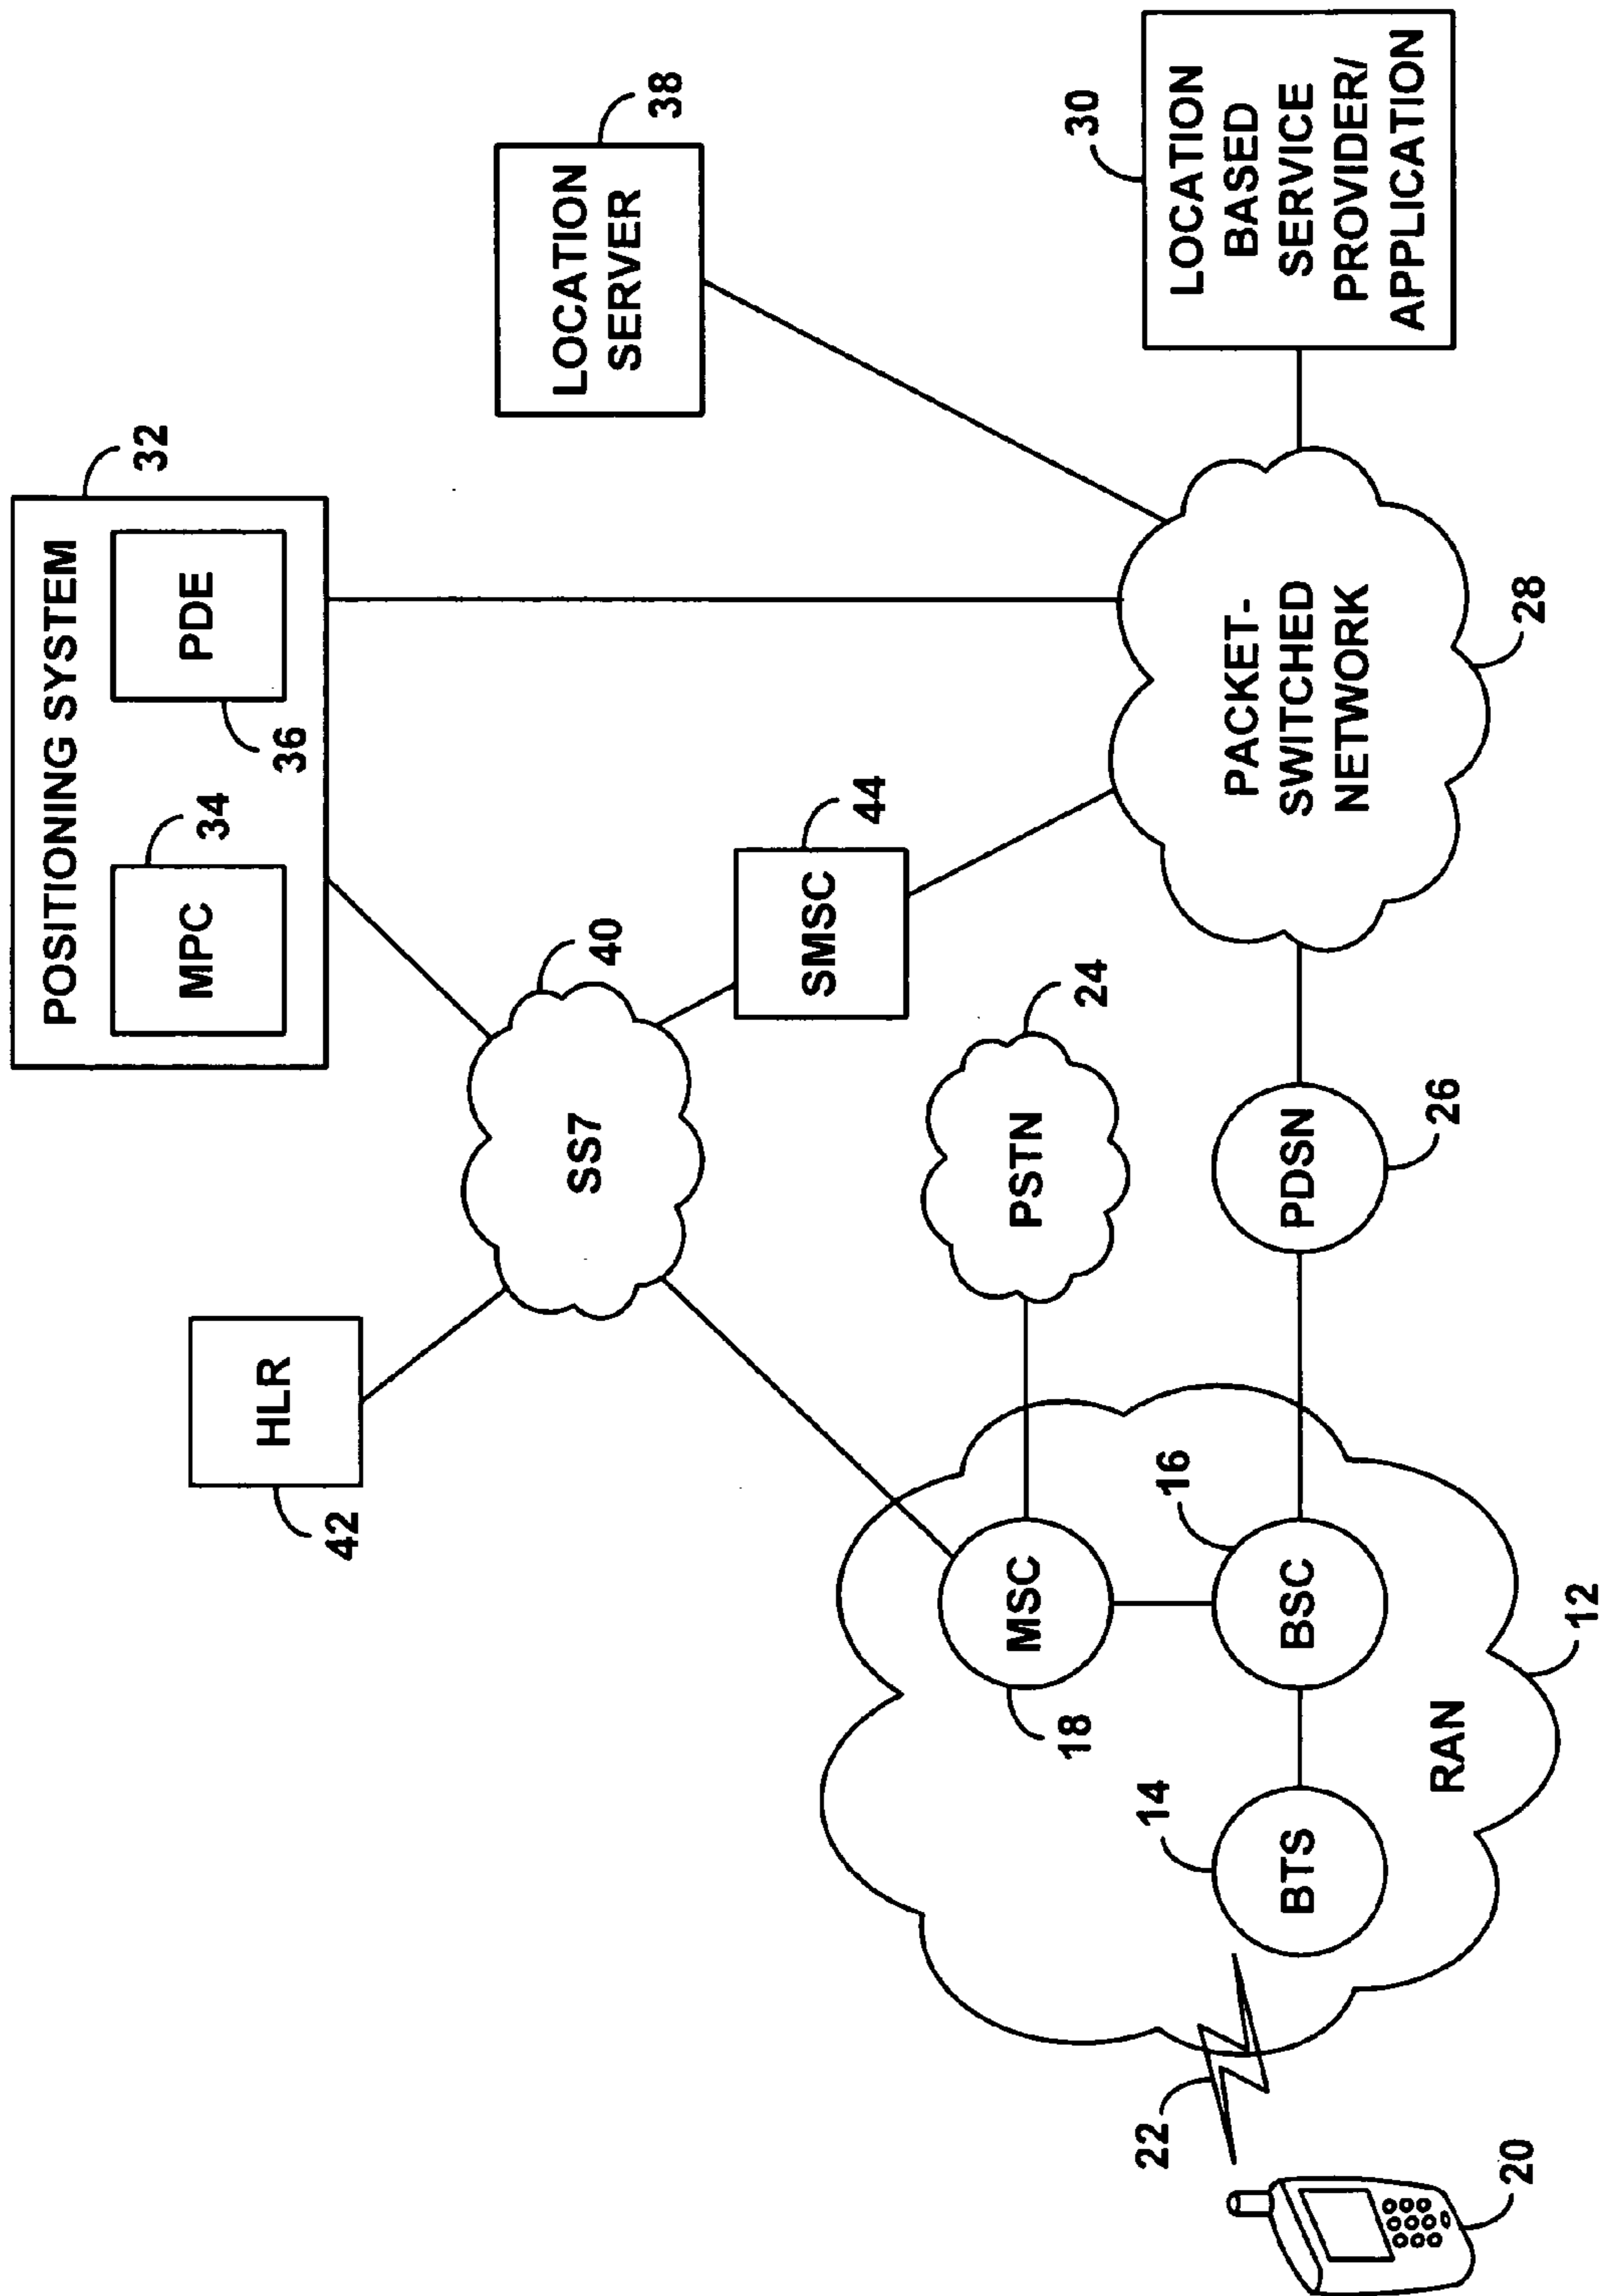 POSITIONING SYSTEM
32
MPC
34
PDE
36
HLR
42
SS7
40
LOCATION
SERVER
38
SMSC
44
PSTN
24
MSC
18
BSC
16
BTS
14
RAN
12
22
20
PDSN
26
PACKET-
SWITCHED
NETWORK
28
LOCATION
BASED
SERVICE
PROVIDER/
APPLICATION
30